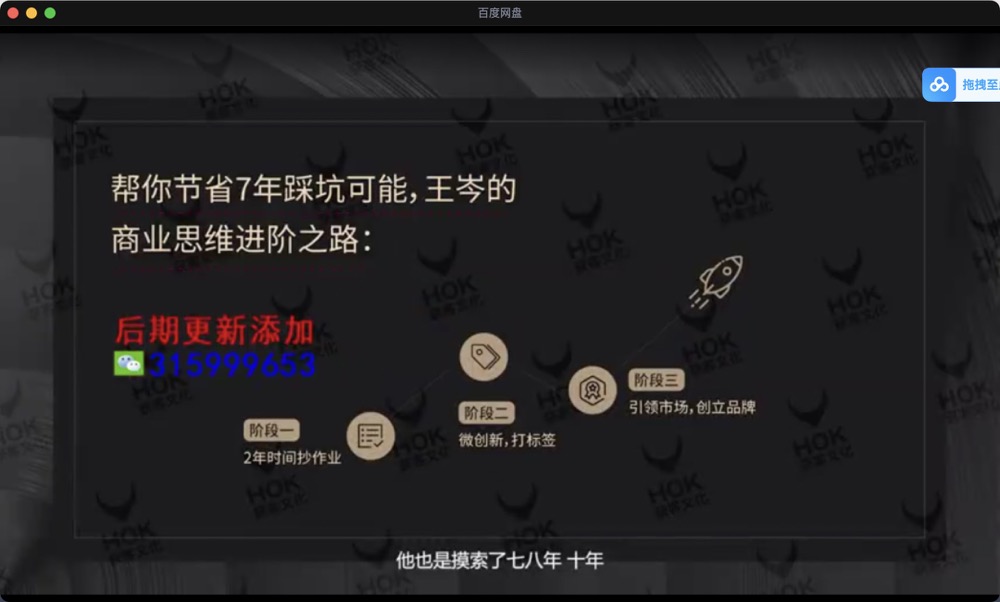 百度网盘
拖拽至
帮你节省7年踩坑可能，王岑的
商业思维进阶之路：
后期更新添加
315999653
阶段一
2年时间抄作业
阶段二
微创新，打标签
阶段三
引领市场，创立品牌
他也是摸索了七八年 十年
HOK